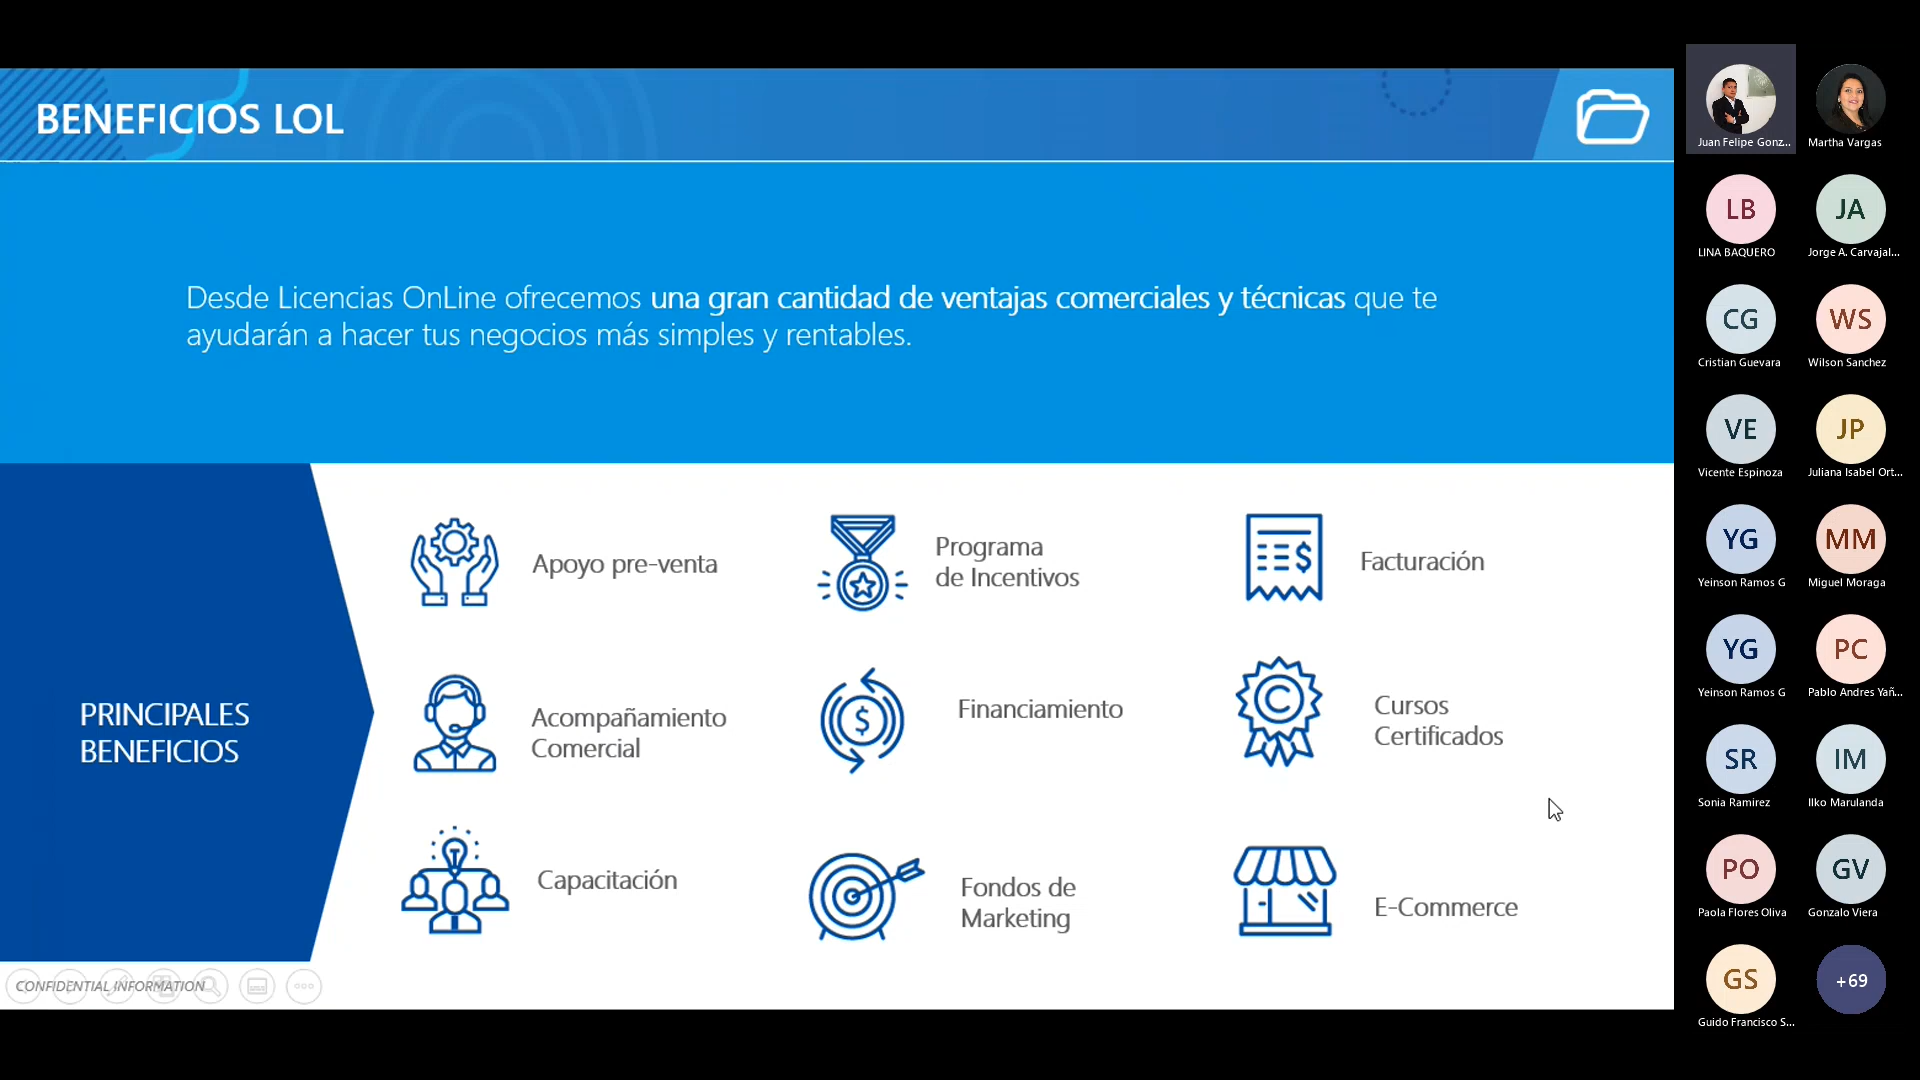 BENEFICIOS LOL
Desde Licencias OnLine ofrecemos una gran cantidad de ventajas comerciales y técnicas que te
ayudarán a hacer tus negocios más simples y rentables.
PRINCIPALES
BENEFICIOS
Apoyo pre-venta
Programa
de Incentivos
Facturación
Acompañamiento
Comercial
$
Financiamiento
C
Cursos
Certificados
Capacitación
Fondos de
Marketing
E-Commerce
CONFIDENTIAL INFORMATION
Juan Felipe Gonz...
Martha Vargas
LB
LINA BAQUERO
JA
Jorge A. Carvajal...
CG
Cristian Guevara
WS
Wilson Sanchez
VE
Vicente Espinoza
JP
Juliana Isabel Ort...
YG
Yeinson Ramos G
MM
Miguel Moraga
YG
Yeinson Ramos G
PC
Pablo Andres Yañ...
SR
Sonia Ramirez
IM
Ilko Marulanda
PO
Paola Flores Oliva
GV
Gonzalo Viera
GS
Guido Francisco S...
+69